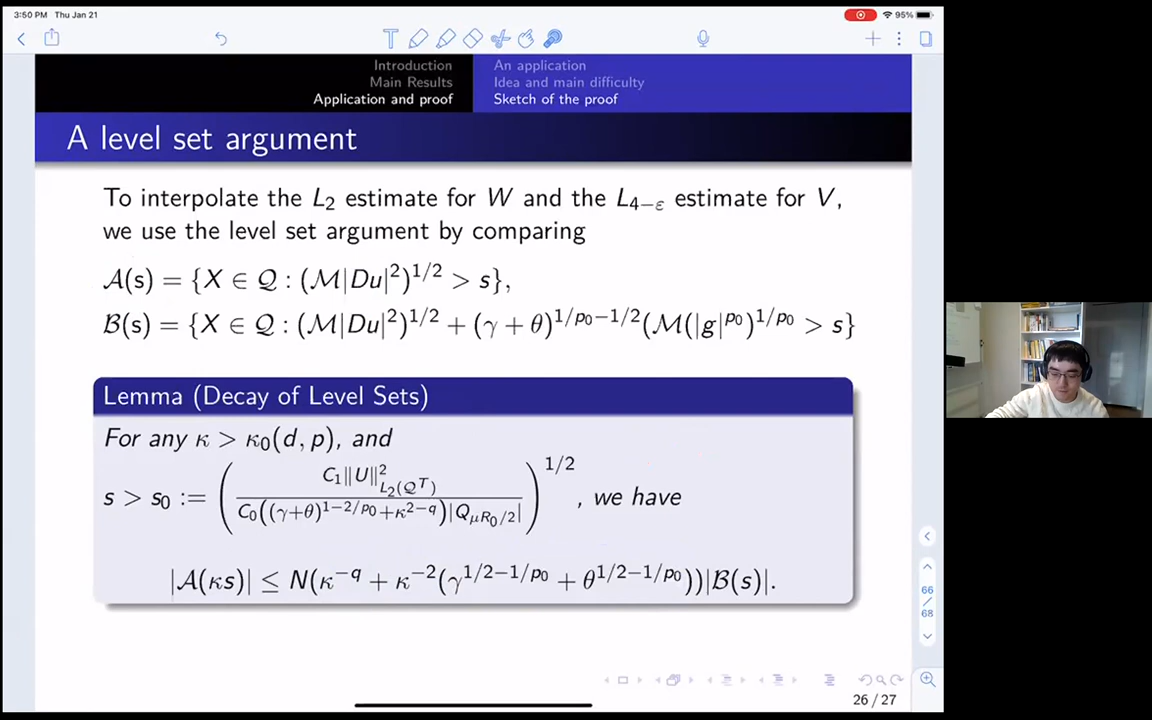 3:50 PM Thu Jan 21
95%
Introduction
Main Results
Application and proof
An application
Idea and main difficulty
Sketch of the proof
A level set argument
To interpolate the L₂ estimate for W and the L₄₋ε estimate for V,
we use the level set argument by comparing
𝒜(s) = {X ∈ 𝒬 : (ℳ|Du|²)^{1/2} > s},
ℬ(s) = {X ∈ 𝒬 : (ℳ|Du|²)^{1/2} + (γ + θ)^{1/p₀−1/2}(ℳ(|g|^{p₀})^{1/p₀} > s}
Lemma (Decay of Level Sets)
For any κ > κ₀(d, p), and
s > s₀ := ( C₁‖U‖²_{L₂(𝒬^T)} / C₀((γ+θ)^{1−2/p₀}+κ^{2−q})|Q_{μR₀/2}| )^{1/2}, we have
|𝒜(κs)| ≤ N(κ^{−q} + κ^{−2}(γ^{1/2−1/p₀} + θ^{1/2−1/p₀}))|ℬ(s)|.
66
/
68
26 / 27